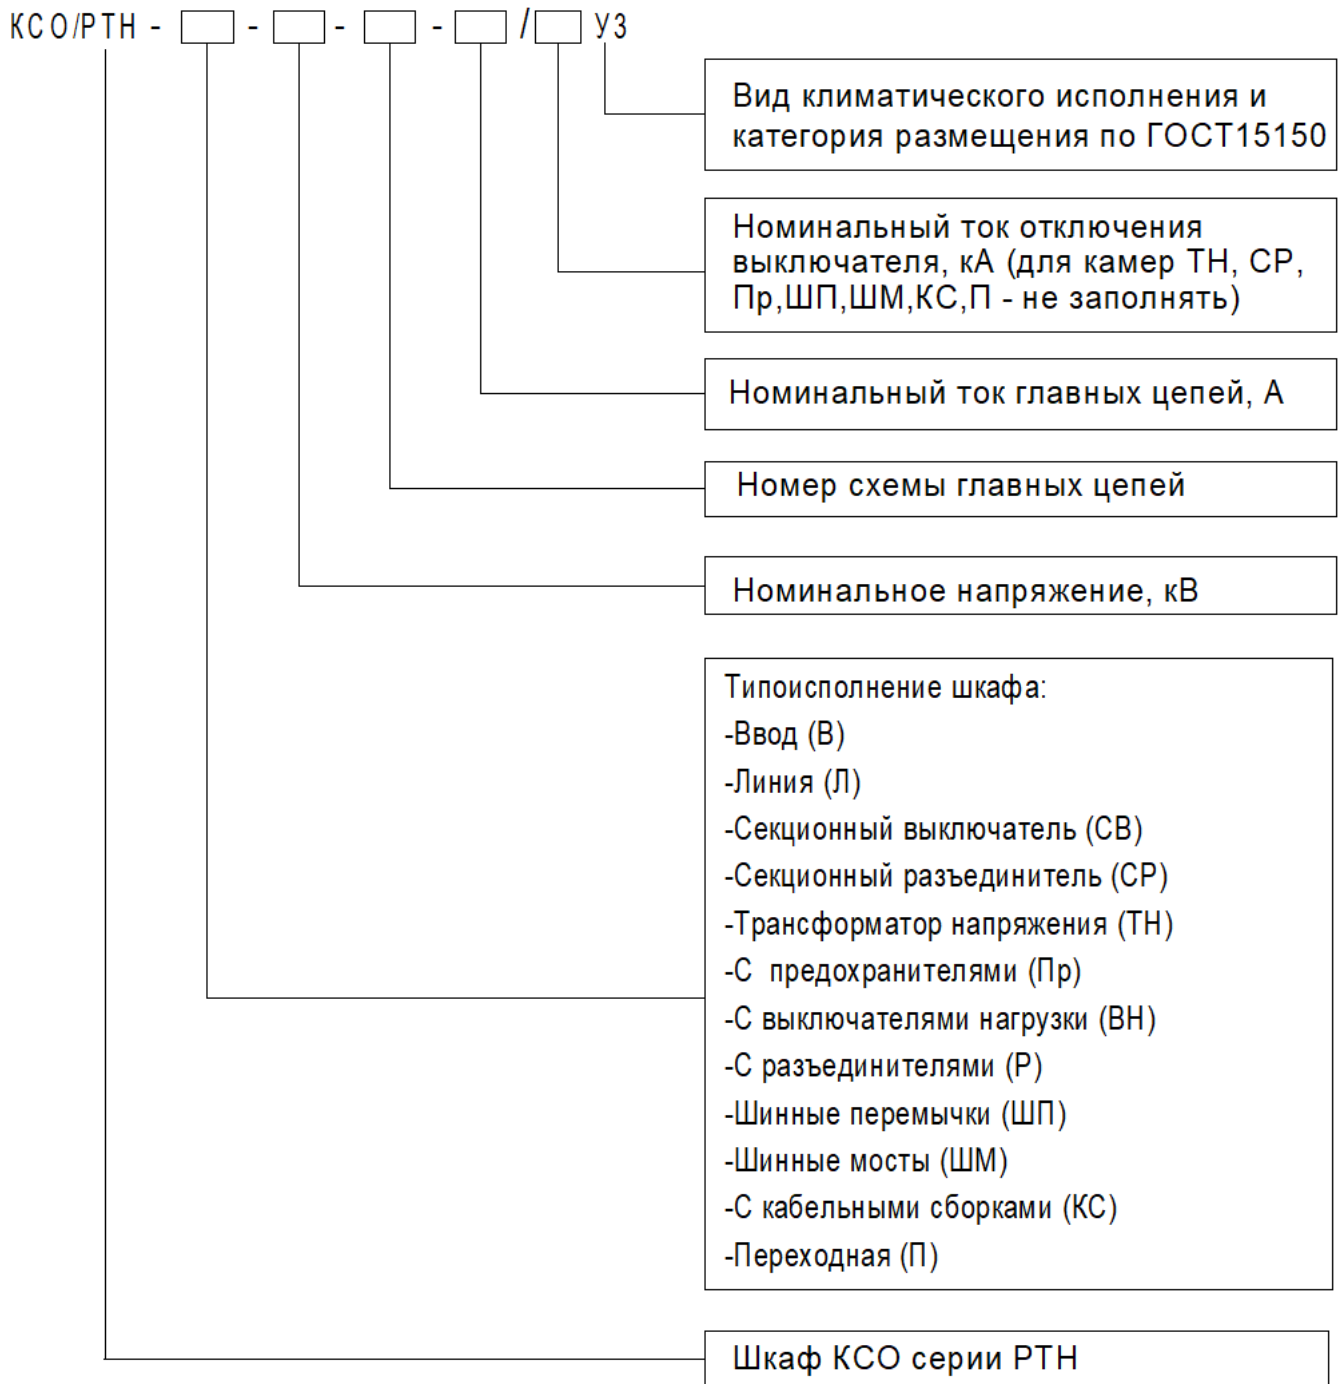 КСО/РТН - - - - / У3
Вид климатического исполнения и
категория размещения по ГОСТ15150
Номинальный ток отключения
выключателя, кА (для камер ТН, СР,
Пр,ШП,ШМ,КС,П - не заполнять)
Номинальный ток главных цепей, А
Номер схемы главных цепей
Номинальное напряжение, кВ
Типоисполнение шкафа:
-Ввод (В)
-Линия (Л)
-Секционный выключатель (СВ)
-Секционный разъединитель (СР)
-Трансформатор напряжения (ТН)
-С предохранителями (Пр)
-С выключателями нагрузки (ВН)
-С разъединителями (Р)
-Шинные перемычки (ШП)
-Шинные мосты (ШМ)
-С кабельными сборками (КС)
-Переходная (П)
Шкаф КСО серии РТН